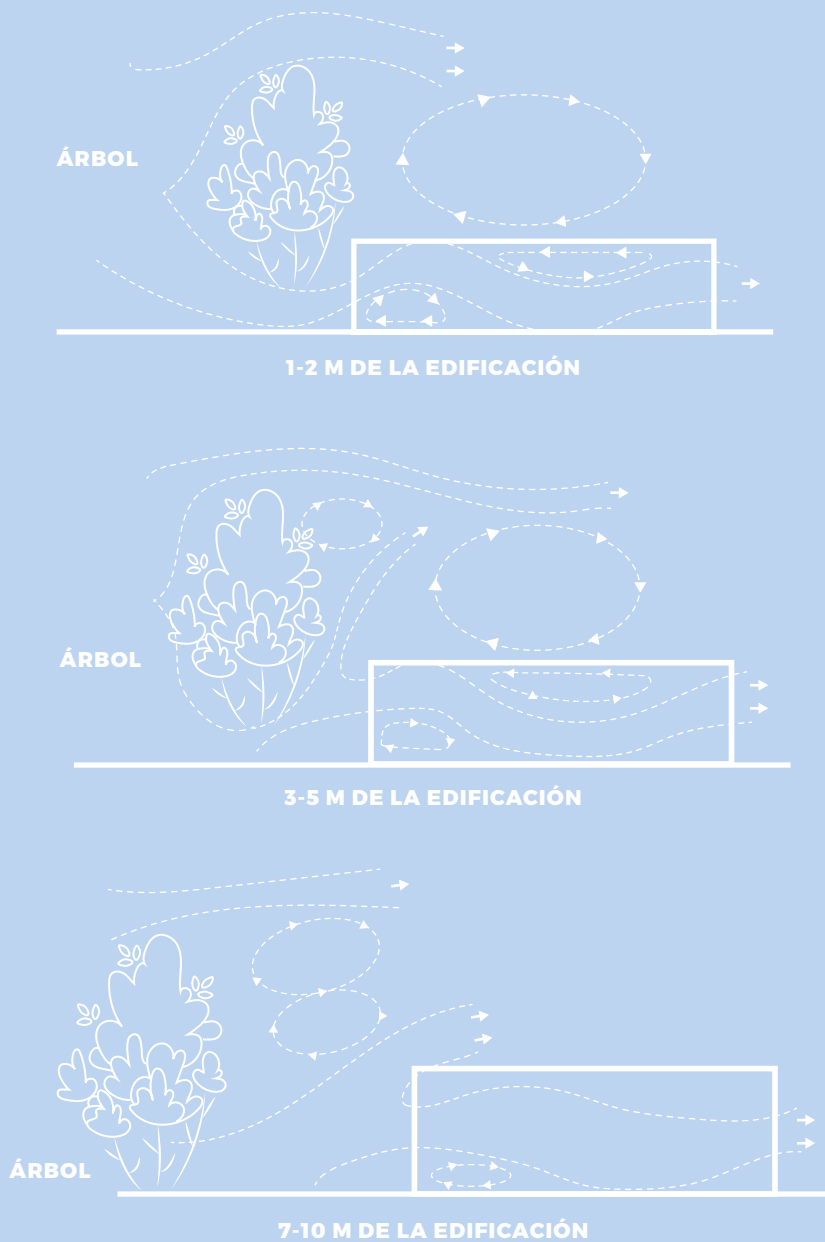 ÁRBOL
1-2 M DE LA EDIFICACIÓN
ÁRBOL
3-5 M DE LA EDIFICACIÓN
ÁRBOL
7-10 M DE LA EDIFICACIÓN